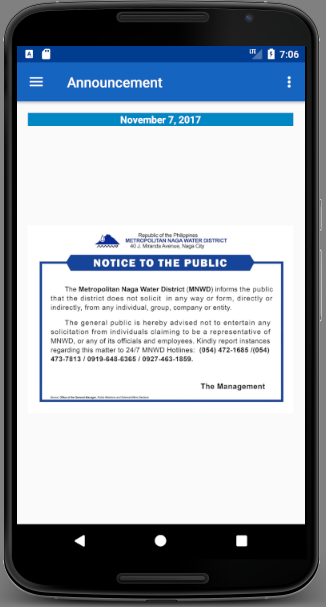 LTE 7:06
Announcement
November 7, 2017
Republic of the Philippines
METROPOLITAN NAGA WATER DISTRICT
40 J. Miranda Avenue, Naga City
NOTICE TO THE PUBLIC
The Metropolitan Naga Water District (MNWD) informs the public
that the district does not solicit in any way or form, directly or
indirectly, from any individual, group, company or entity.
The general public is hereby advised not to entertain any
solicitation from individuals claiming to be a representative of
MNWD, or any of its officials and employees. Kindly report instances
regarding this matter to 24/7 MNWD Hotlines: (054) 472-1685 /(054)
473-7813 / 0919-648-6365 / 0927-463-1859.
The Management